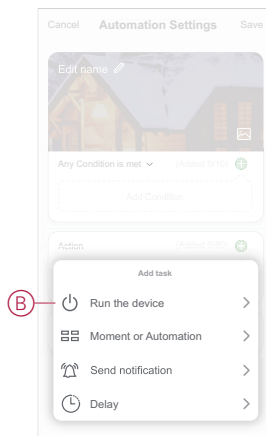 Cancel Automation Settings Save
Edit name
Any Condition is met (Added 0/10)
Add Condition
Action (Added 0/60)
Add task
B Run the device
Moment or Automation
Send notification
Delay